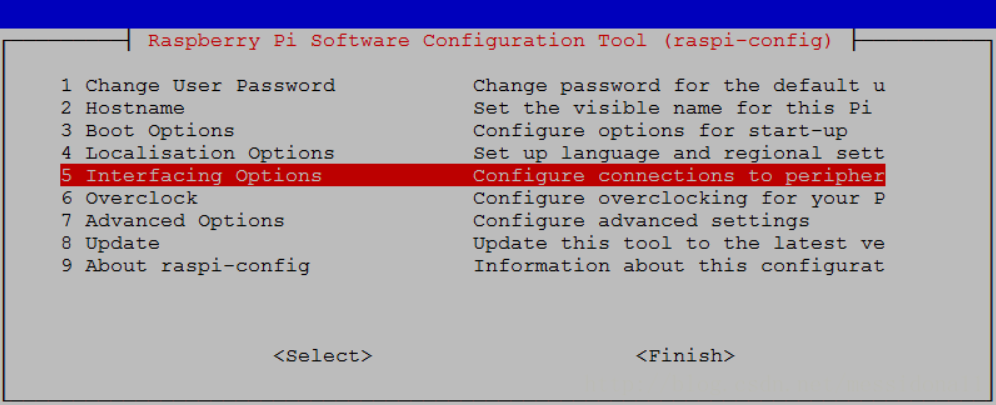 Raspberry Pi Software Configuration Tool (raspi-config)
1 Change User Password Change password for the default u
2 Hostname Set the visible name for this Pi
3 Boot Options Configure options for start-up
4 Localisation Options Set up language and regional sett
5 Interfacing Options Configure connections to peripher
6 Overclock Configure overclocking for your P
7 Advanced Options Configure advanced settings
8 Update Update this tool to the latest ve
9 About raspi-config Information about this configurat
<Select> <Finish>